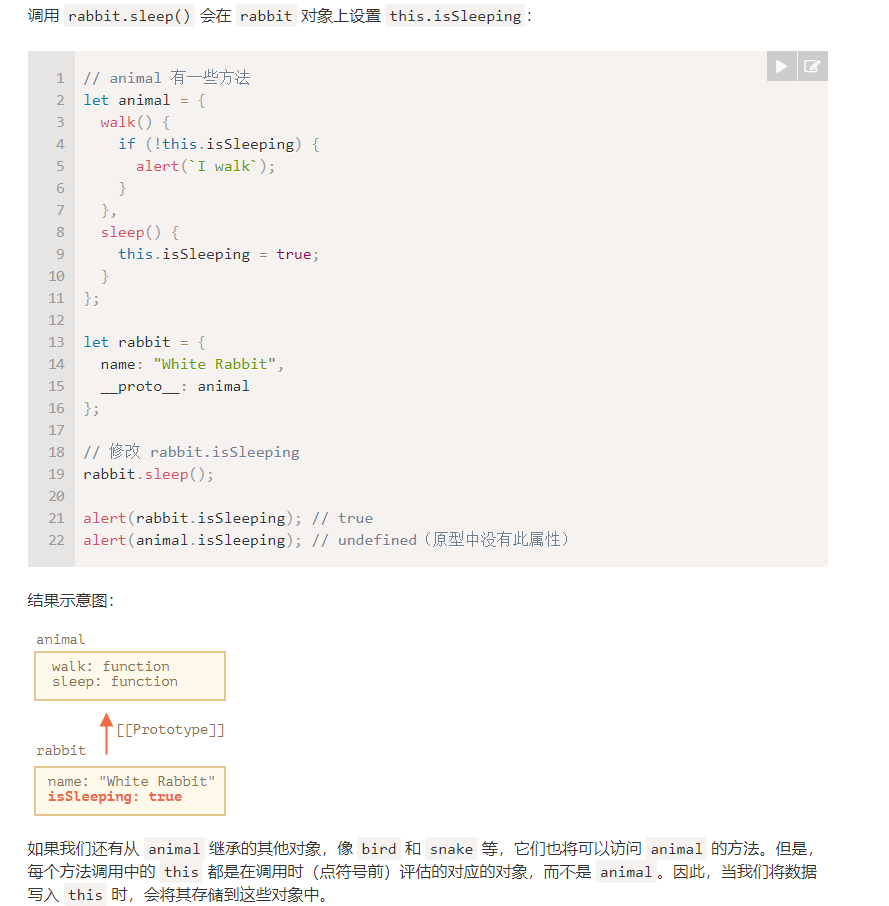 调用 rabbit.sleep() 会在 rabbit 对象上设置 this.isSleeping：
1 // animal 有一些方法
2 let animal = {
3   walk() {
4     if (!this.isSleeping) {
5       alert(`I walk`);
6     }
7   },
8   sleep() {
9     this.isSleeping = true;
10   }
11 };
12
13 let rabbit = {
14   name: "White Rabbit",
15   __proto__: animal
16 };
17
18 // 修改 rabbit.isSleeping
19 rabbit.sleep();
20
21 alert(rabbit.isSleeping); // true
22 alert(animal.isSleeping); // undefined（原型中没有此属性）
结果示意图：
animal
walk: function
sleep: function
[[Prototype]]
rabbit
name: "White Rabbit"
isSleeping: true
如果我们还有从 animal 继承的其他对象，像 bird 和 snake 等，它们也将可以访问 animal 的方法。但是，
每个方法调用中的 this 都是在调用时（点符号前）评估的对应的对象，而不是 animal。因此，当我们将数据
写入 this 时，会将其存储到这些对象中。